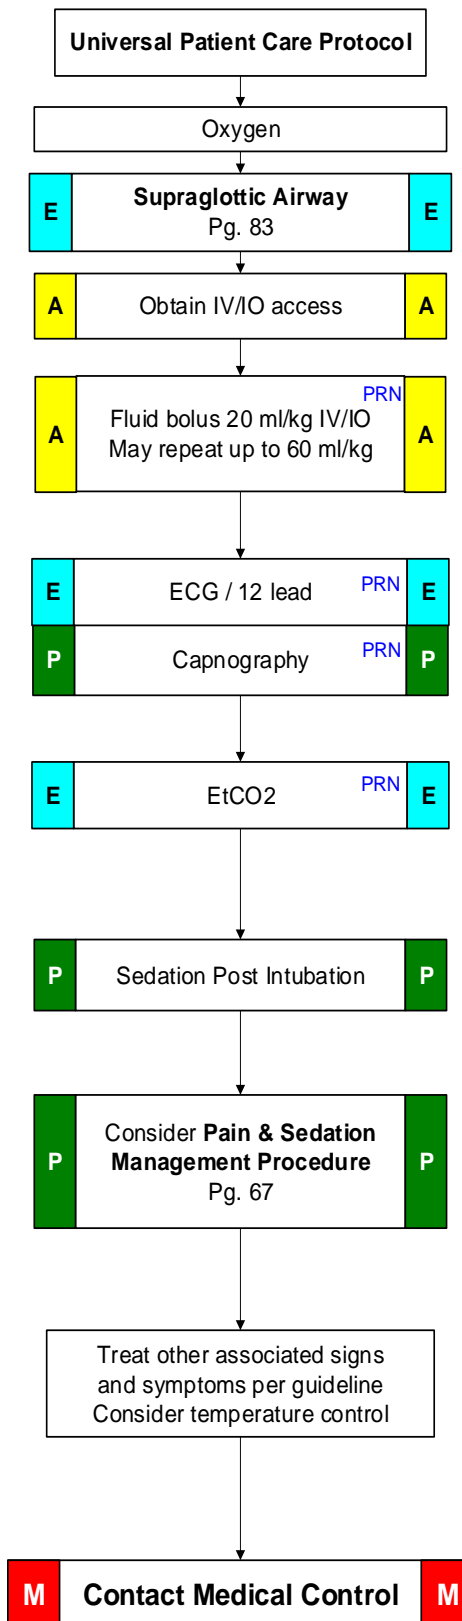 Universal Patient Care Protocol
Oxygen
E Supraglottic Airway E
Pg. 83
A Obtain IV/IO access A
PRN
A Fluid bolus 20 ml/kg IV/IO A
May repeat up to 60 ml/kg
E ECG / 12 lead PRN E
P Capnography PRN P
E EtCO2 PRN E
P Sedation Post Intubation P
Consider Pain & Sedation
P Management Procedure P
Pg. 67
Treat other associated signs
and symptoms per guideline
Consider temperature control
M Contact Medical Control M